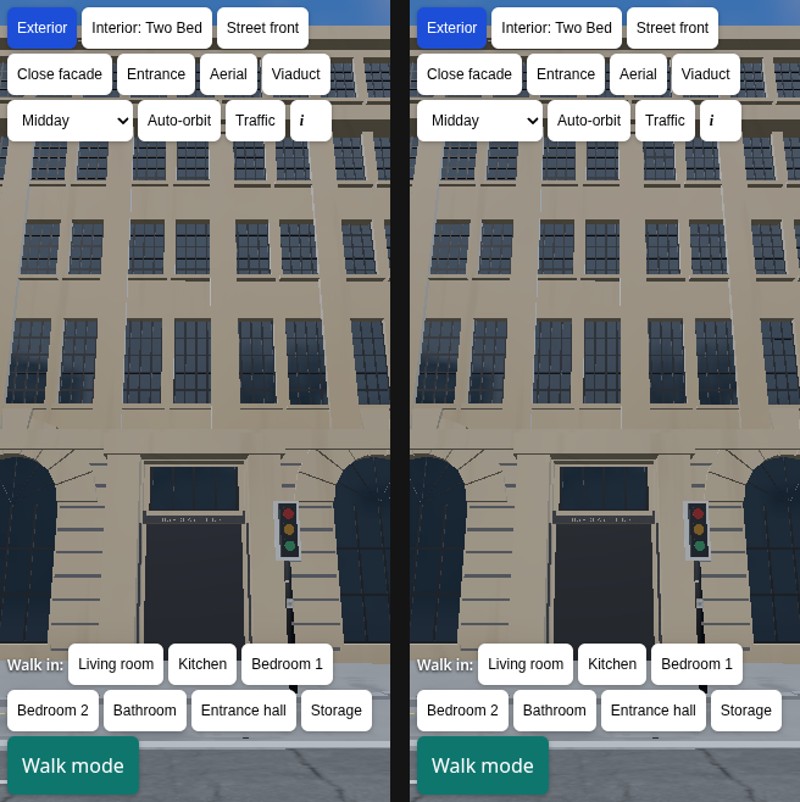 Exterior Interior: Two Bed Street front
Close facade Entrance Aerial Viaduct
Midday Auto-orbit Traffic i
Walk in: Living room Kitchen Bedroom 1
Bedroom 2 Bathroom Entrance hall Storage
Walk mode
Exterior Interior: Two Bed Street front
Close facade Entrance Aerial Viaduct
Midday Auto-orbit Traffic i
Walk in: Living room Kitchen Bedroom 1
Bedroom 2 Bathroom Entrance hall Storage
Walk mode